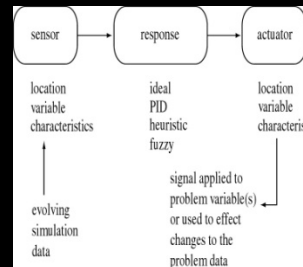 sensor
response
actuator
location
variable
characteristics
ideal
PID
heuristic
fuzzy
location
variable
characteris
evolving
simulation
data
signal applied to
problem variable(s)
or used to effect
changes to the
problem data